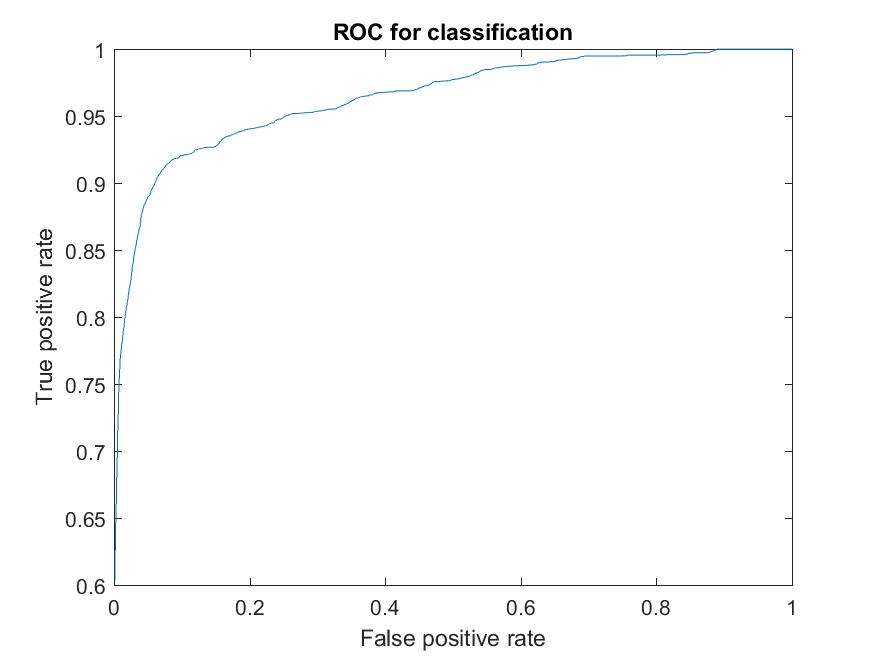 ROC for classification
1
0.95
0.9
0.85
0.8
0.75
0.7
0.65
0.6
True positive rate
0 0.2 0.4 0.6 0.8 1
False positive rate